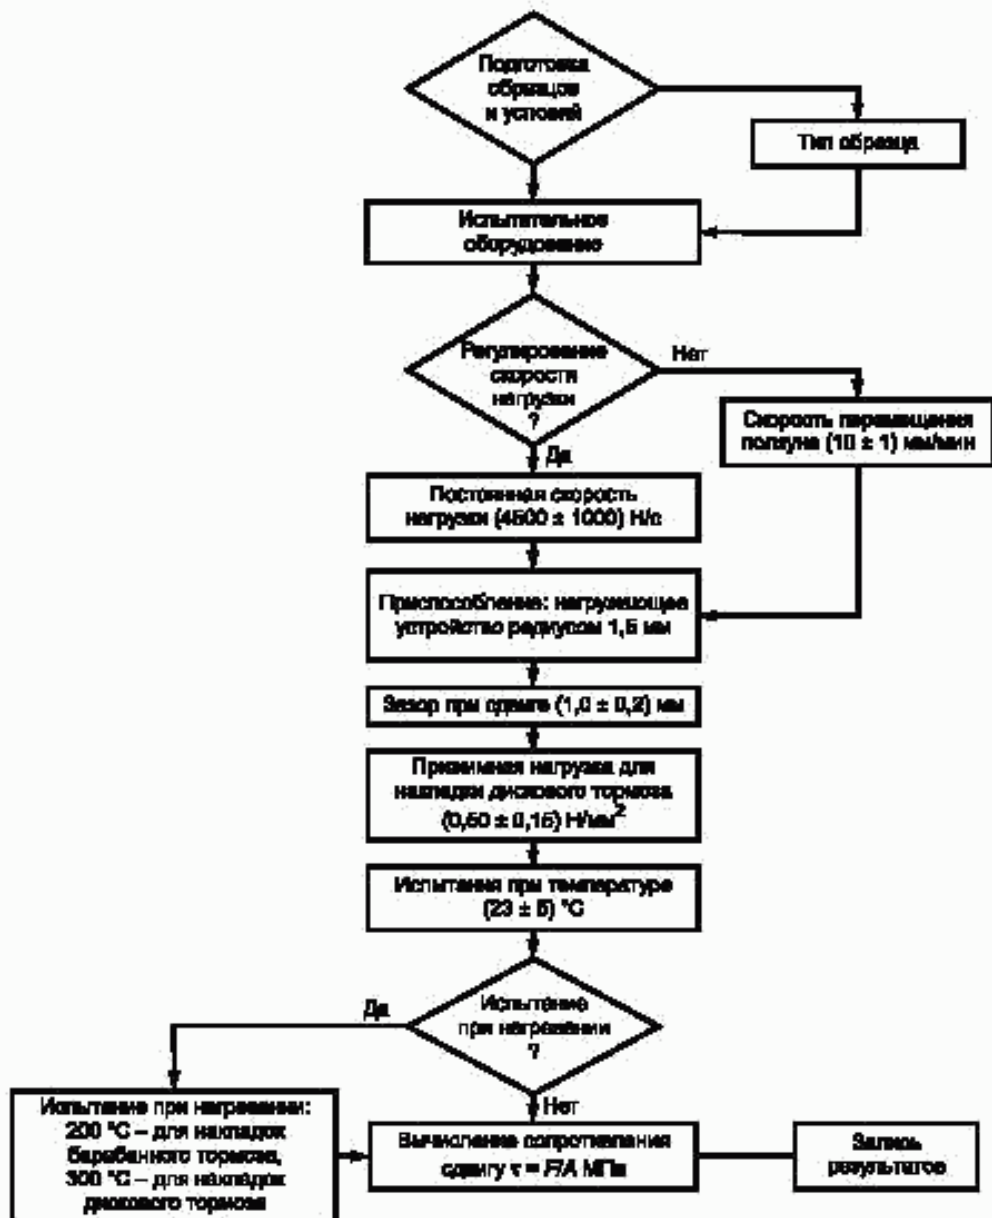 Подготовка
образцов
и условий
Тип образца
Испытательное
оборудование
Регулирование
скорости
нагрузки
?
Нет
Скорость перемещения
ползуна (10 ± 1) мм/мин
Да
Постоянная скорость
нагрузки (4500 ± 1000) Н/с
Приспособление: нагружающее
устройство радиусом 1,5 мм
Зазор при сдвиге (1,0 ± 0,2) мм
Прижимная нагрузка для
накладки дискового тормоза
(0,50 ± 0,15) Н/мм²
Испытания при температуре
(23 ± 5) °С
Да
Испытание
при нагревании
?
Нет
Испытание при нагревании:
200 °С – для накладок
барабанного тормоза,
300 °С – для накладок
дискового тормоза
Вычисление сопротивления
сдвигу τ = F/A МПа
Запись
результатов